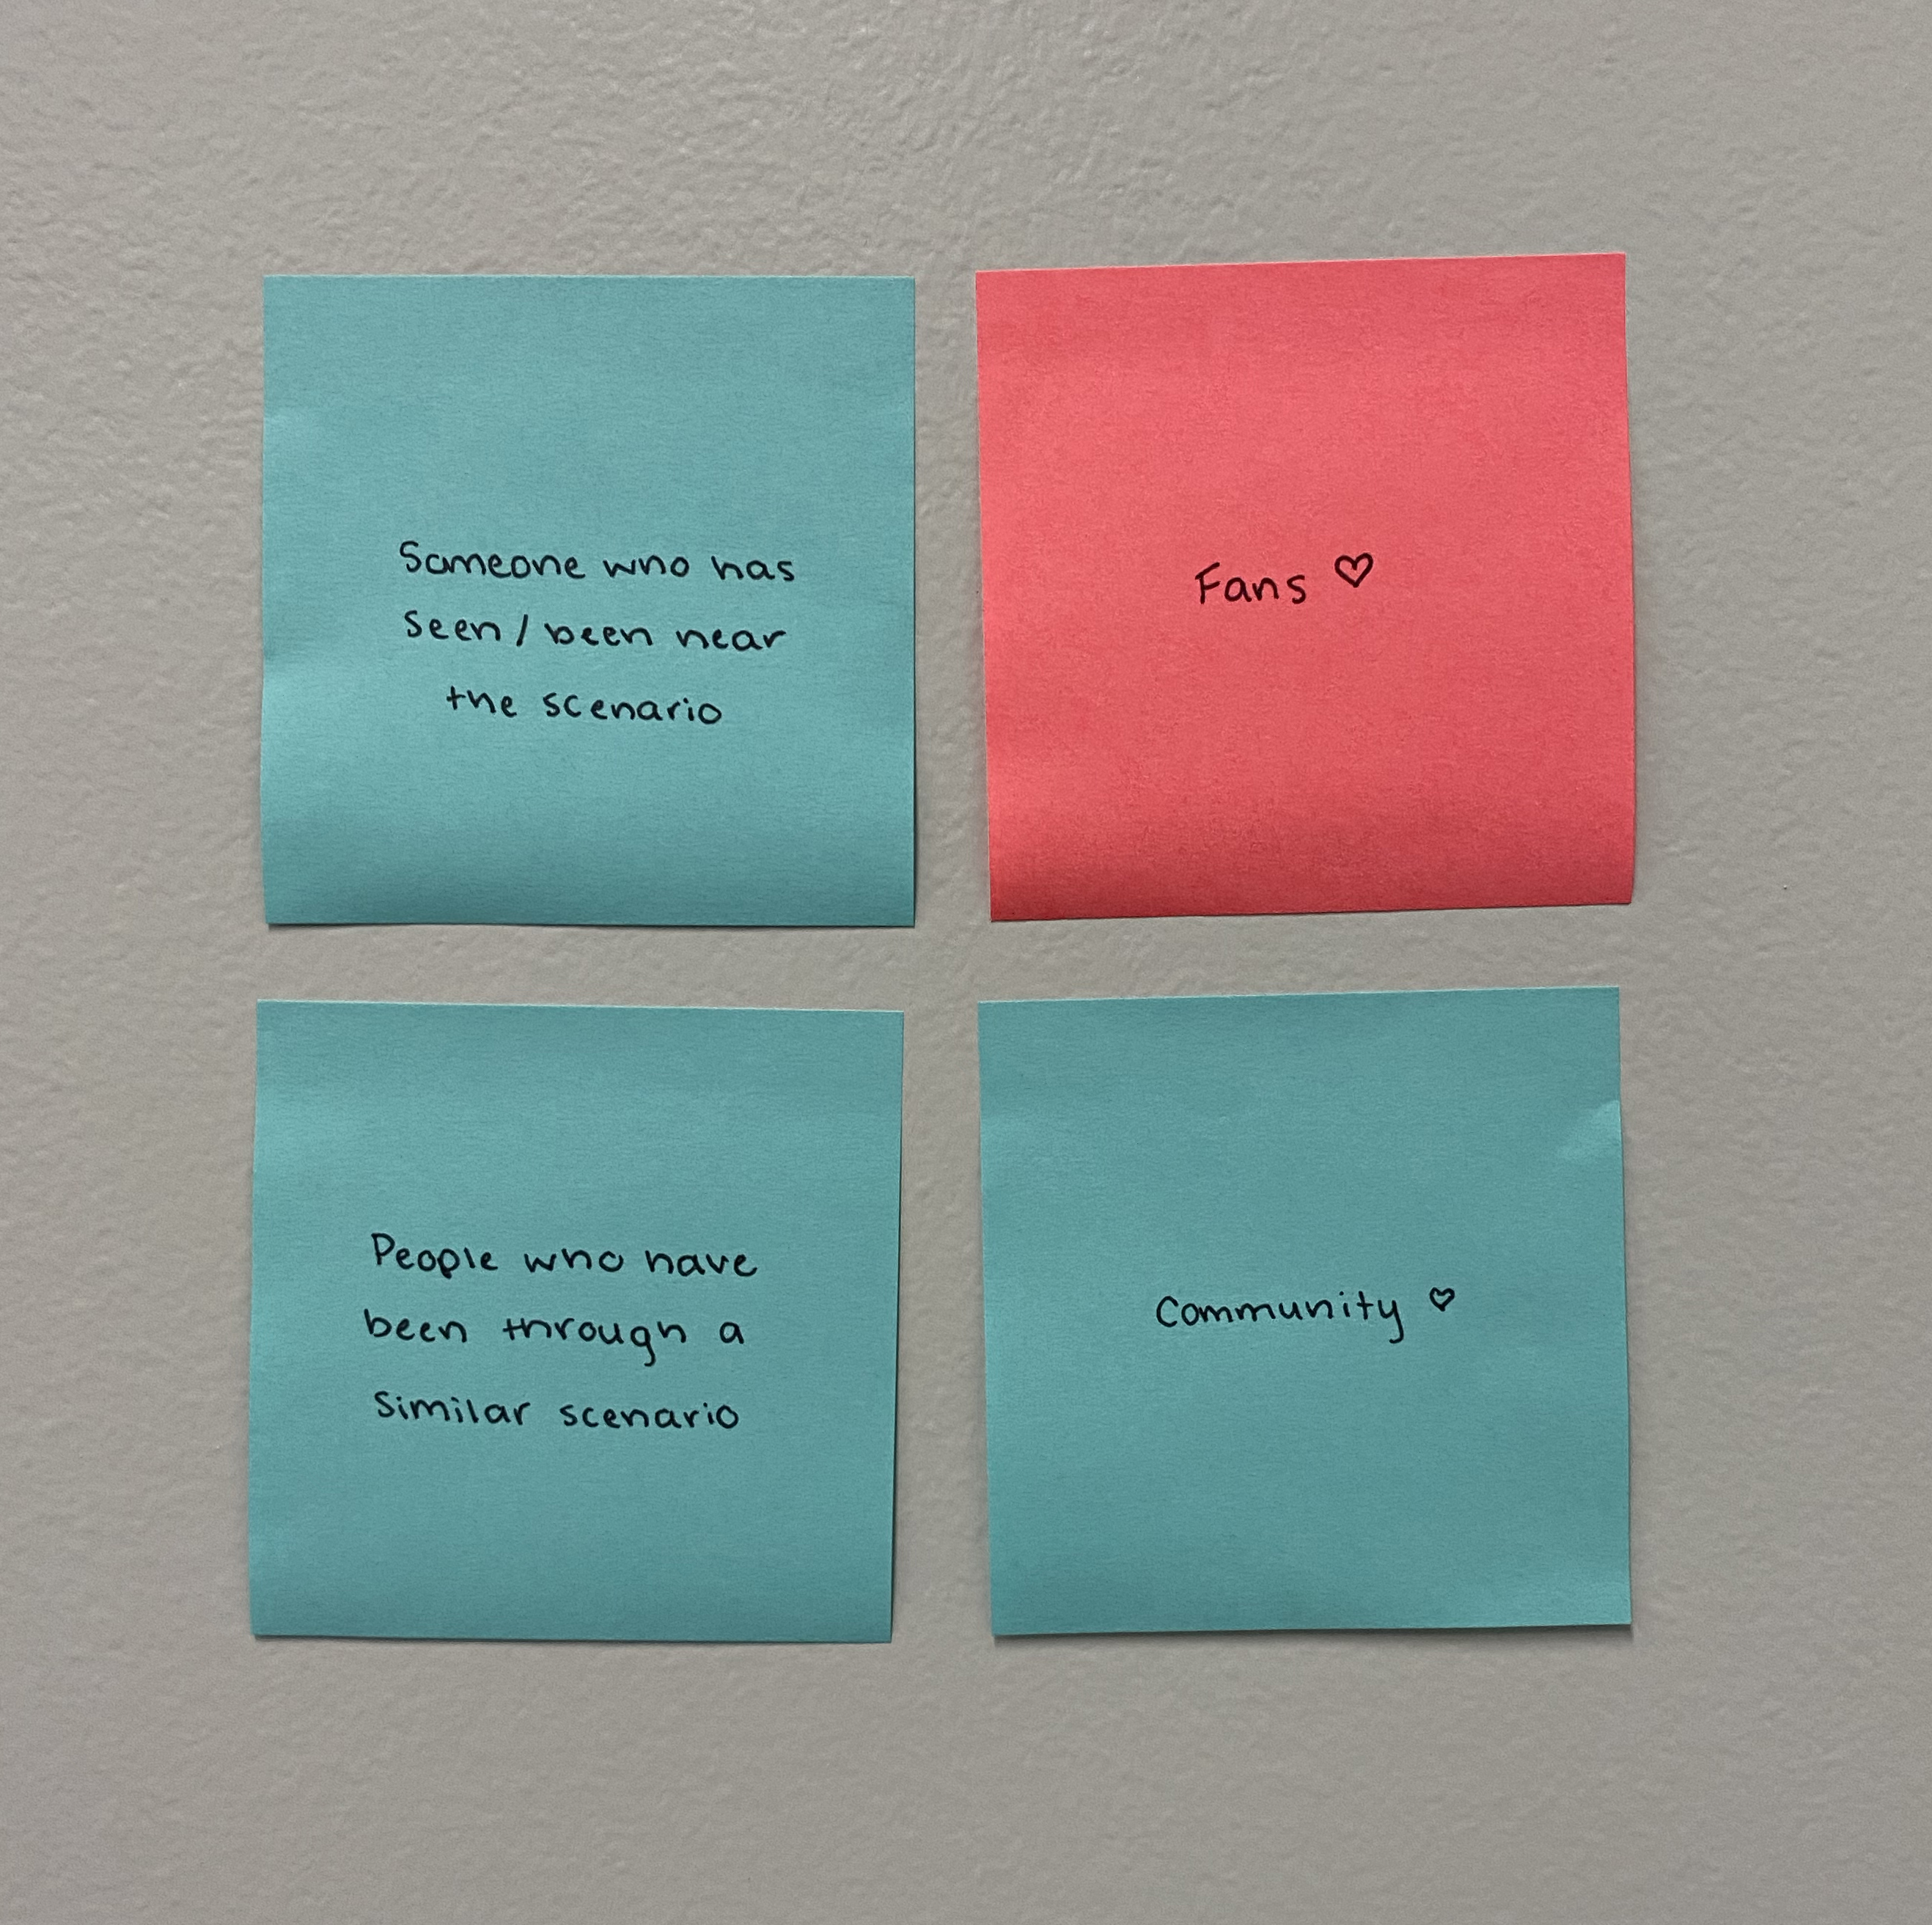 Someone who has
seen / been near
the scenario
Fans ♡
People who have
been through a
similar scenario
Community ♡